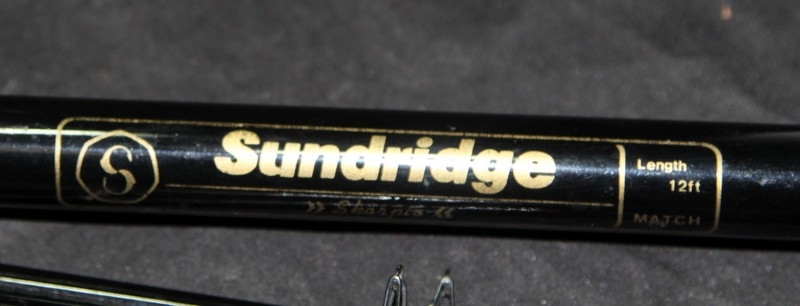 S
Sundridge
Length
12ft
MATCH